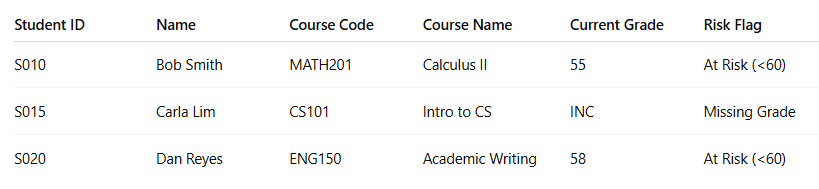 Student ID Name Course Code Course Name Current Grade Risk Flag
S010 Bob Smith MATH201 Calculus II 55 At Risk (<60)
S015 Carla Lim CS101 Intro to CS INC Missing Grade
S020 Dan Reyes ENG150 Academic Writing 58 At Risk (<60)